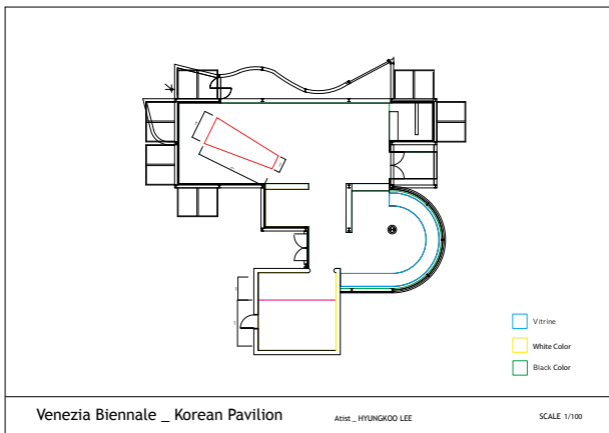 Vitrine
White Color
Black Color
Venezia Biennale _ Korean Pavilion
Atist _ HYUNGKOO LEE
SCALE 1/100